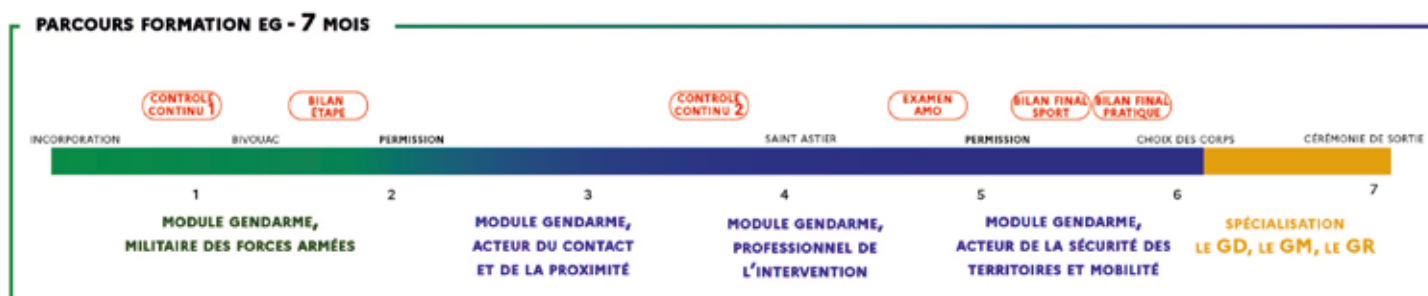 PARCOURS FORMATION EG - 7 MOIS
CONTROLE
CONTINU 1
BILAN
ÉTAPE
CONTROLE
CONTINU 2
EXAMEN
AMO
BILAN FINAL
SPORT
BILAN FINAL
PRATIQUE
INCORPORATION
BIVOUAC
PERMISSION
SAINT ASTIER
PERMISSION
CHOIX DES CORPS
CÉRÉMONIE DE SORTIE
1 2 3 4 5 6 7
MODULE GENDARME,
MILITAIRE DES FORCES ARMÉES
MODULE GENDARME,
ACTEUR DU CONTACT
ET DE LA PROXIMITÉ
MODULE GENDARME,
PROFESSIONNEL DE
L'INTERVENTION
MODULE GENDARME,
ACTEUR DE LA SÉCURITÉ DES
TERRITOIRES ET MOBILITÉ
SPÉCIALISATION
LE GD, LE GM, LE GR